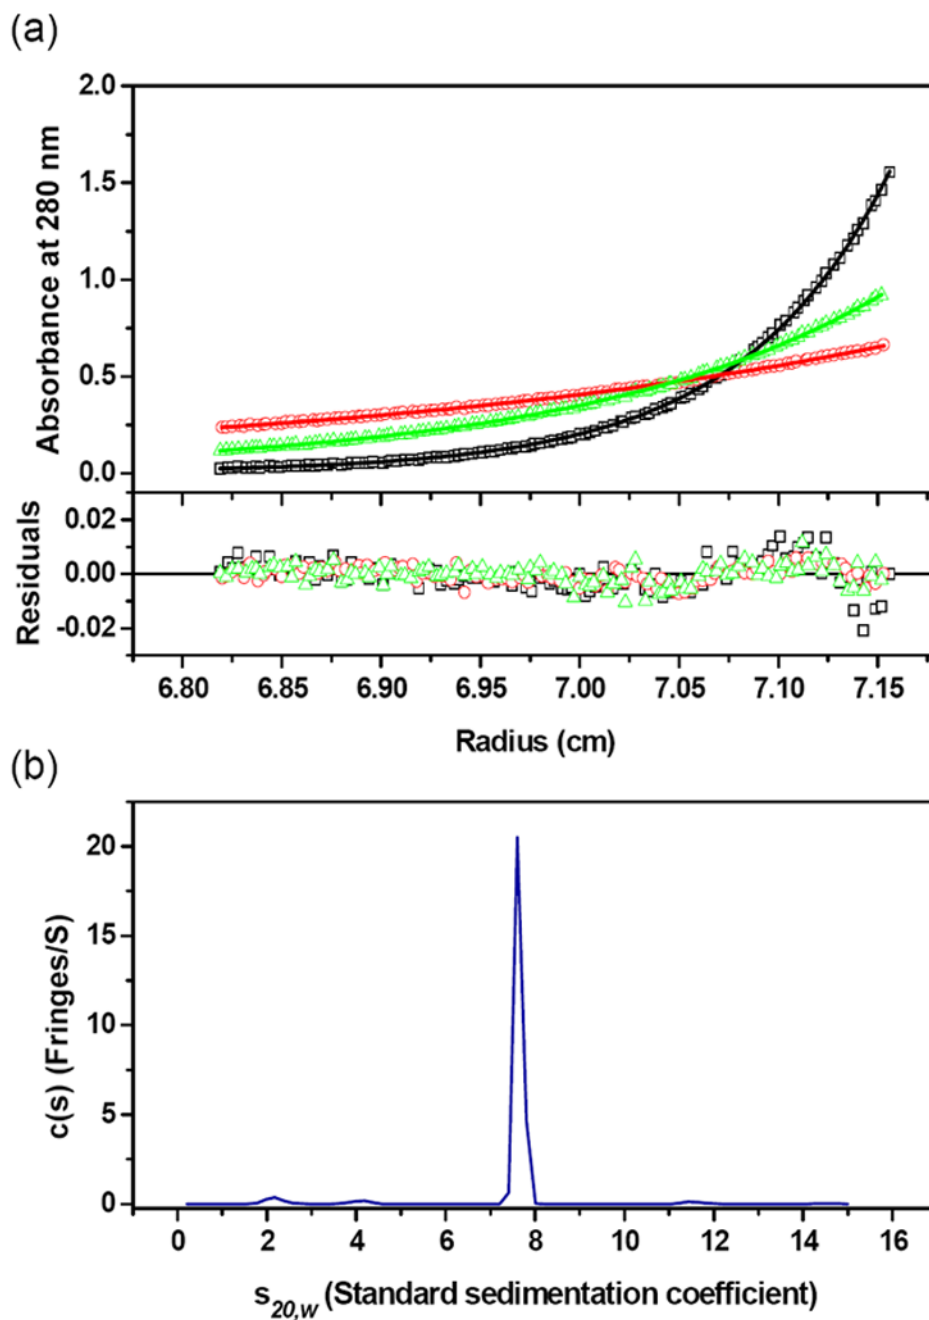 (a)
Absorbance at 280 nm
2.0
1.5
1.0
0.5
0.0
Residuals
0.02
0.00
-0.02
6.80 6.85 6.90 6.95 7.00 7.05 7.10 7.15
Radius (cm)
(b)
c(s) (Fringes/S)
20
15
10
5
0
0 2 4 6 8 10 12 14 16
s20,w (Standard sedimentation coefficient)